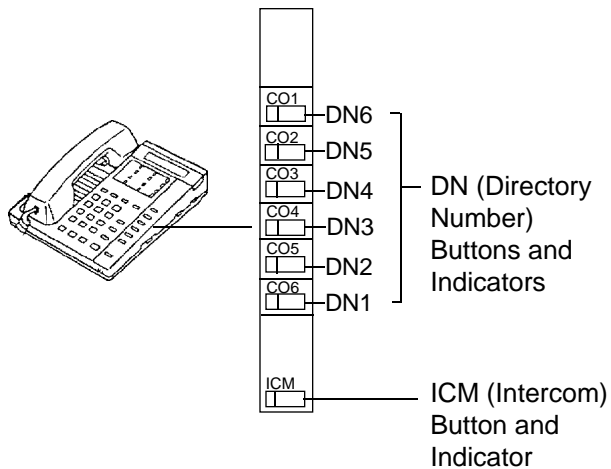 CO1
DN6
CO2
DN5
CO3
DN4
CO4
DN3
CO5
DN2
CO6
DN1
DN (Directory
Number)
Buttons and
Indicators
ICM
ICM (Intercom)
Button and
Indicator